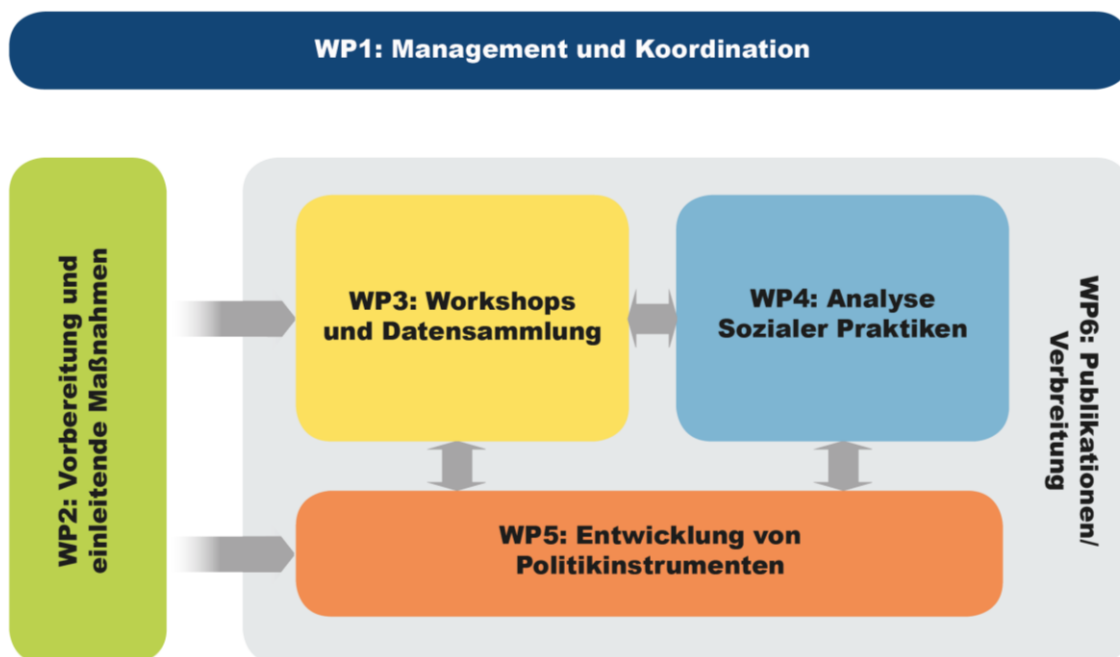 WP1: Management und Koordination
WP2: Vorbereitung und
einleitende Maßnahmen
WP3: Workshops
und Datensammlung
WP4: Analyse
Sozialer Praktiken
WP5: Entwicklung von
Politikinstrumenten
WP6: Publikationen/
Verbreitung